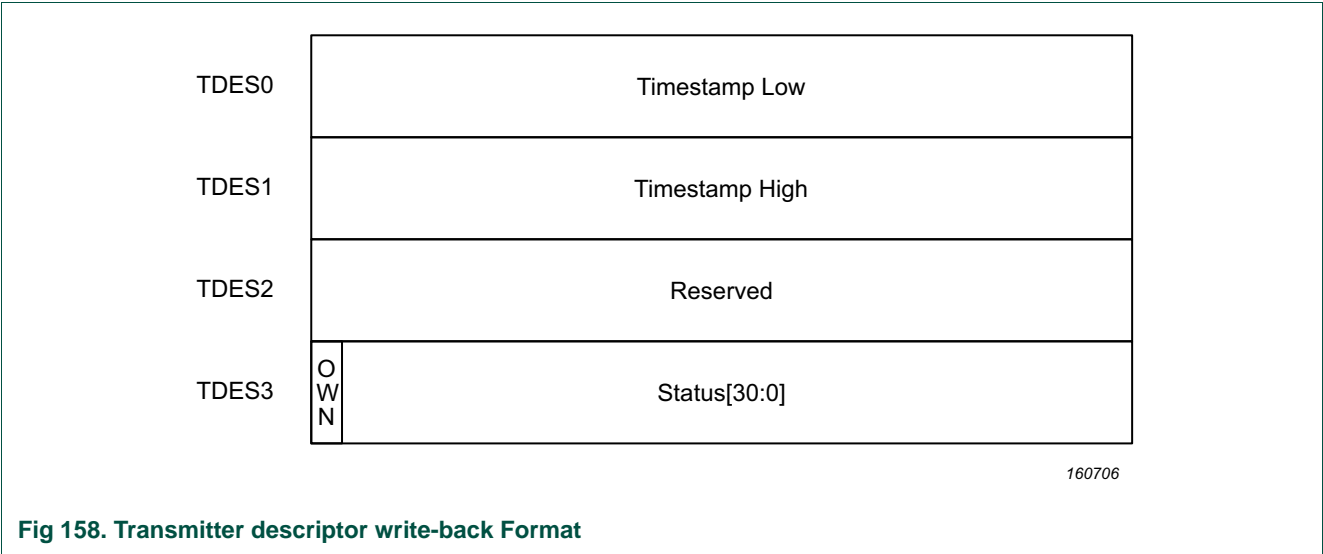 TDES0 Timestamp Low
TDES1 Timestamp High
TDES2 Reserved
TDES3 OWN Status[30:0]
160706
Fig 158. Transmitter descriptor write-back Format